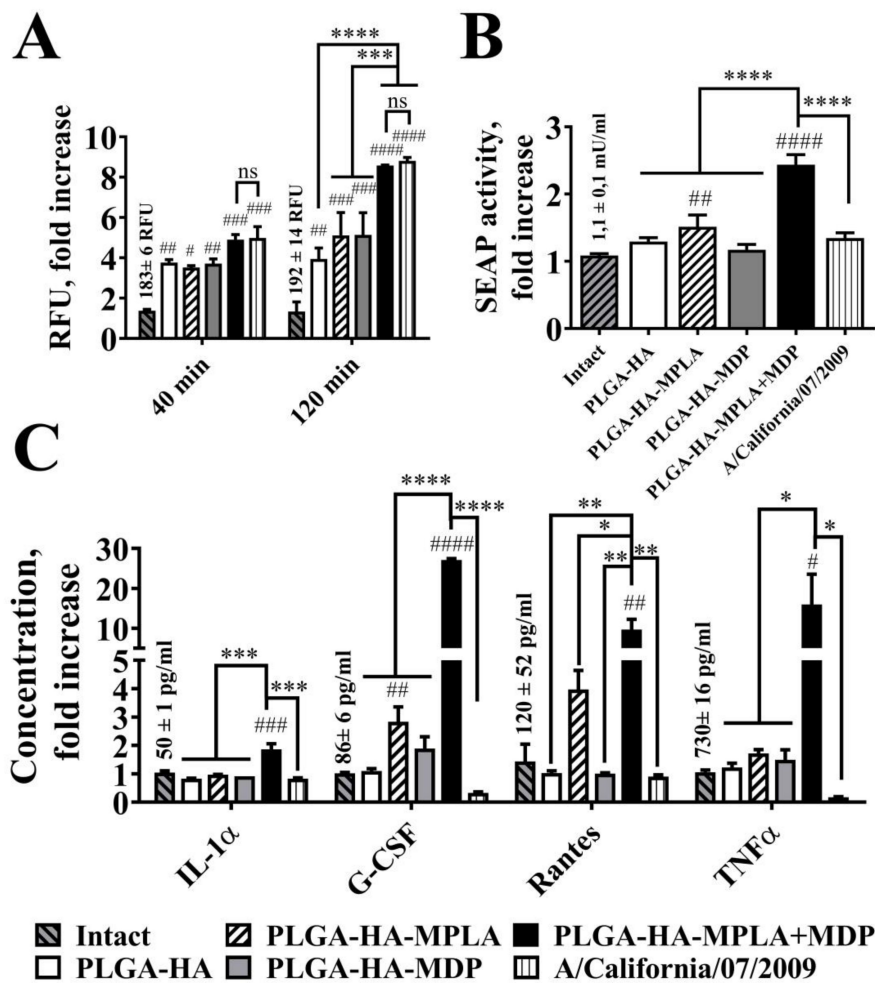 A
RFU, fold increase
10
8
6
4
2
0
****
***
ns
ns
183± 6 RFU
##
#
##
###
###
192 ± 14 RFU
##
###
###
####
####
40 min
120 min
B
SEAP activity,
fold increase
3
2
1
0
****
****
1,1 ± 0,1 mU/ml
##
####
Intact
PLGA-HA
PLGA-HA-MPLA
PLGA-HA-MDP
PLGA-HA-MPLA+MDP
A/California/07/2009
C
Concentration,
fold increase
30
20
10
5
4
3
2
1
0
50 ± 1 pg/ml
***
***
###
86± 6 pg/ml
****
****
##
####
120 ± 52 pg/ml
**
*
**
**
##
730± 16 pg/ml
*
*
#
IL-1α
G-CSF
Rantes
TNFα
Intact
PLGA-HA-MPLA
PLGA-HA-MPLA+MDP
PLGA-HA
PLGA-HA-MDP
A/California/07/2009